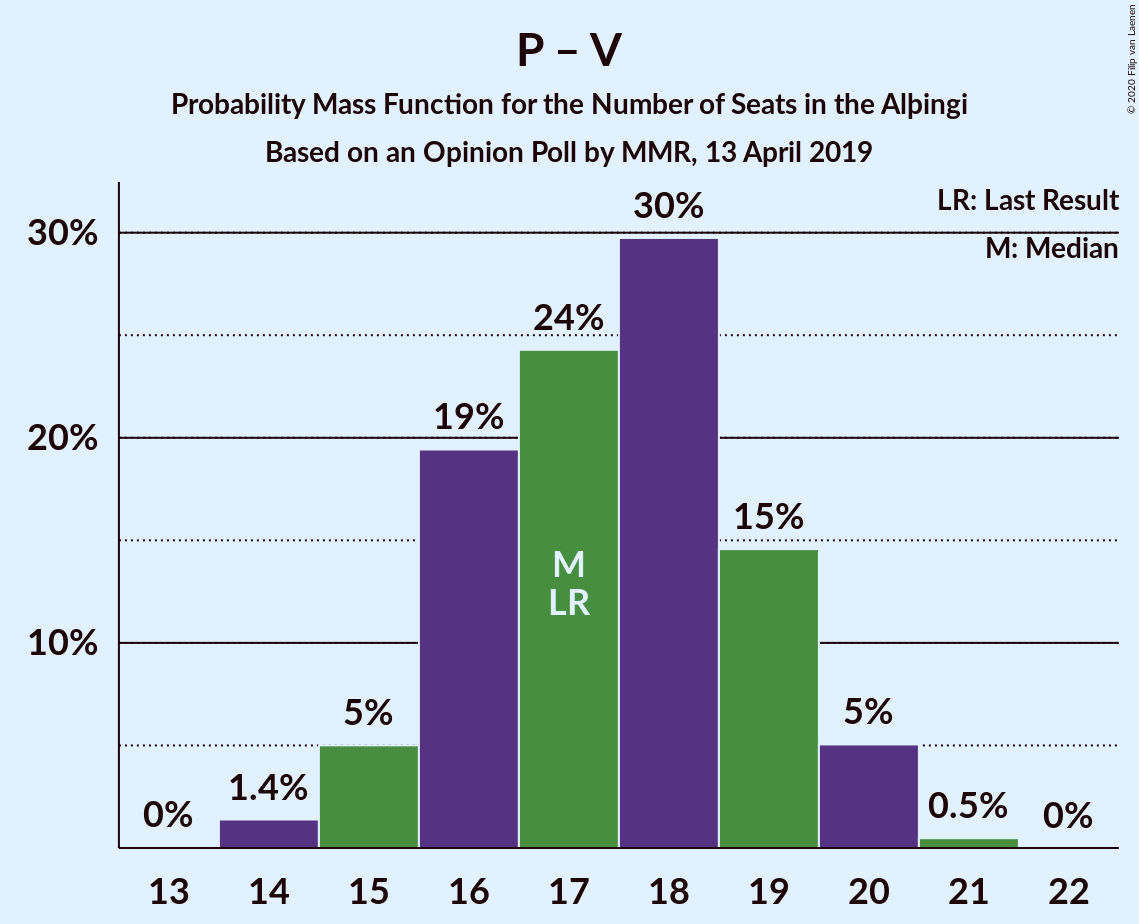 P – V
Probability Mass Function for the Number of Seats in the Alþingi
Based on an Opinion Poll by MMR, 13 April 2019
© 2020 Filip van Laenen
LR: Last Result
M: Median
30%
20%
10%
0%
1.4%
5%
19%
24%
30%
15%
5%
0.5%
0%
M
LR
13 14 15 16 17 18 19 20 21 22